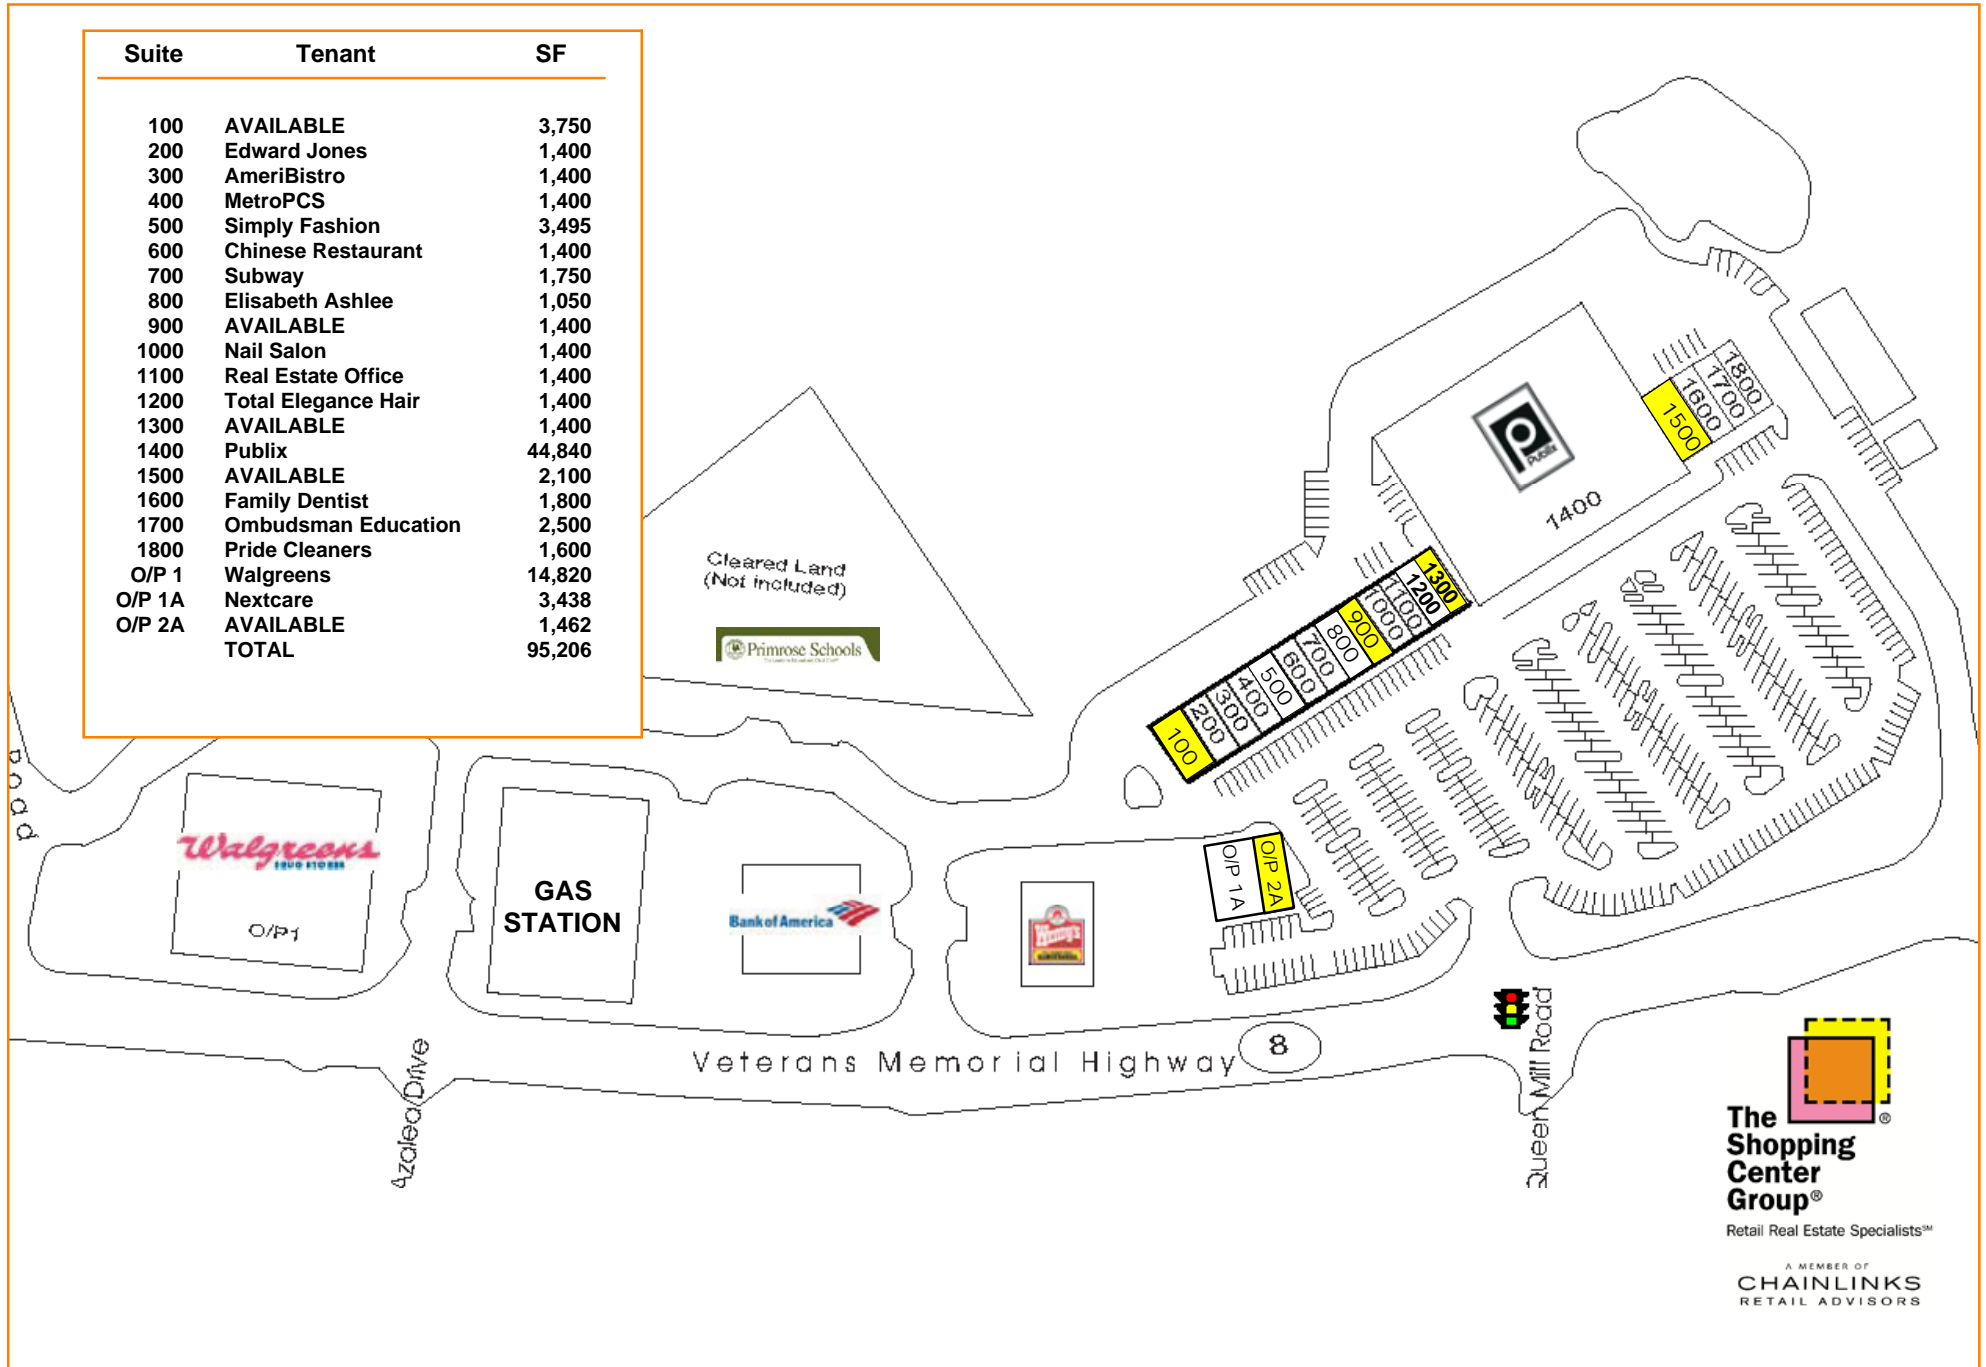 Suite Tenant SF
100 AVAILABLE 3,750
200 Edward Jones 1,400
300 AmeriBistro 1,400
400 MetroPCS 1,400
500 Simply Fashion 3,495
600 Chinese Restaurant 1,400
700 Subway 1,750
800 Elisabeth Ashlee 1,050
900 AVAILABLE 1,400
1000 Nail Salon 1,400
1100 Real Estate Office 1,400
1200 Total Elegance Hair 1,400
1300 AVAILABLE 1,400
1400 Publix 44,840
1500 AVAILABLE 2,100
1600 Family Dentist 1,800
1700 Ombudsman Education 2,500
1800 Pride Cleaners 1,600
O/P 1 Walgreens 14,820
O/P 1A Nextcare 3,438
O/P 2A AVAILABLE 1,462
TOTAL 95,206
Cleared Land
(Not included)
Primrose Schools
Publix
1400
1500
1600
1700
1800
100
200
300
400
500
600
700
800
900
1000
1100
1200
1300
Road
Walgreens
DRUG STORES
O/P1
GAS
STATION
Bank of America
Wendy's
O/P 1A
O/P 2A
Veterans Memorial Highway 8
Azalea Drive
Queen Mill Road
The
Shopping
Center
Group®
®
Retail Real Estate Specialists℠
A MEMBER OF
CHAINLINKS
RETAIL ADVISORS